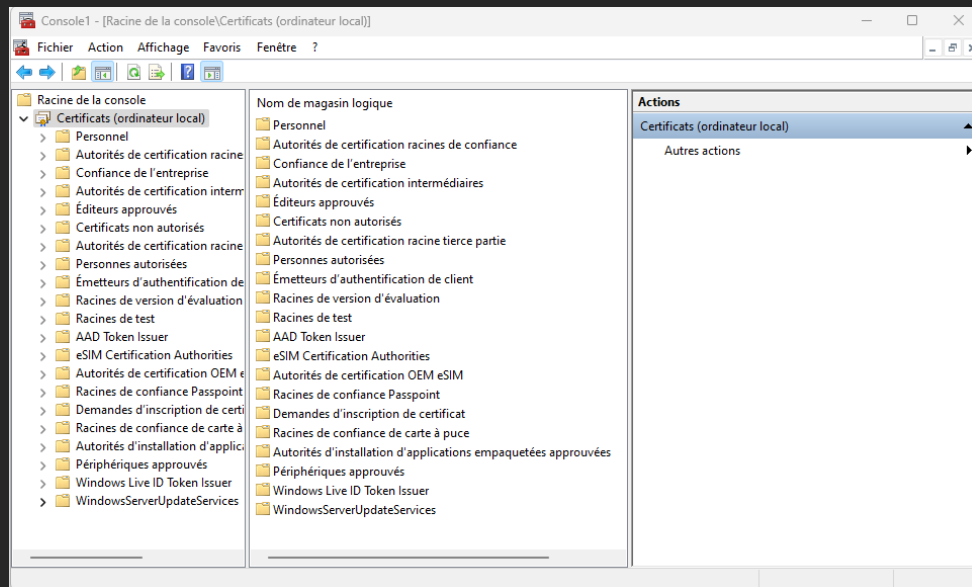 Console1 - [Racine de la console\Certificats (ordinateur local)]
Fichier Action Affichage Favoris Fenêtre ?
Racine de la console
Certificats (ordinateur local)
Personnel
Autorités de certification racine
Confiance de l'entreprise
Autorités de certification interm
Éditeurs approuvés
Certificats non autorisés
Autorités de certification racine
Personnes autorisées
Émetteurs d'authentification de
Racines de version d'évaluation
Racines de test
AAD Token Issuer
eSIM Certification Authorities
Autorités de certification OEM e
Racines de confiance Passpoint
Demandes d'inscription de certi
Racines de confiance de carte à
Autorités d'installation d'applica
Périphériques approuvés
Windows Live ID Token Issuer
WindowsServerUpdateServices
Nom de magasin logique
Personnel
Autorités de certification racines de confiance
Confiance de l'entreprise
Autorités de certification intermédiaires
Éditeurs approuvés
Certificats non autorisés
Autorités de certification racine tierce partie
Personnes autorisées
Émetteurs d'authentification de client
Racines de version d'évaluation
Racines de test
AAD Token Issuer
eSIM Certification Authorities
Autorités de certification OEM eSIM
Racines de confiance Passpoint
Demandes d'inscription de certificat
Racines de confiance de carte à puce
Autorités d'installation d'applications empaquetées approuvées
Périphériques approuvés
Windows Live ID Token Issuer
WindowsServerUpdateServices
Actions
Certificats (ordinateur local)
Autres actions